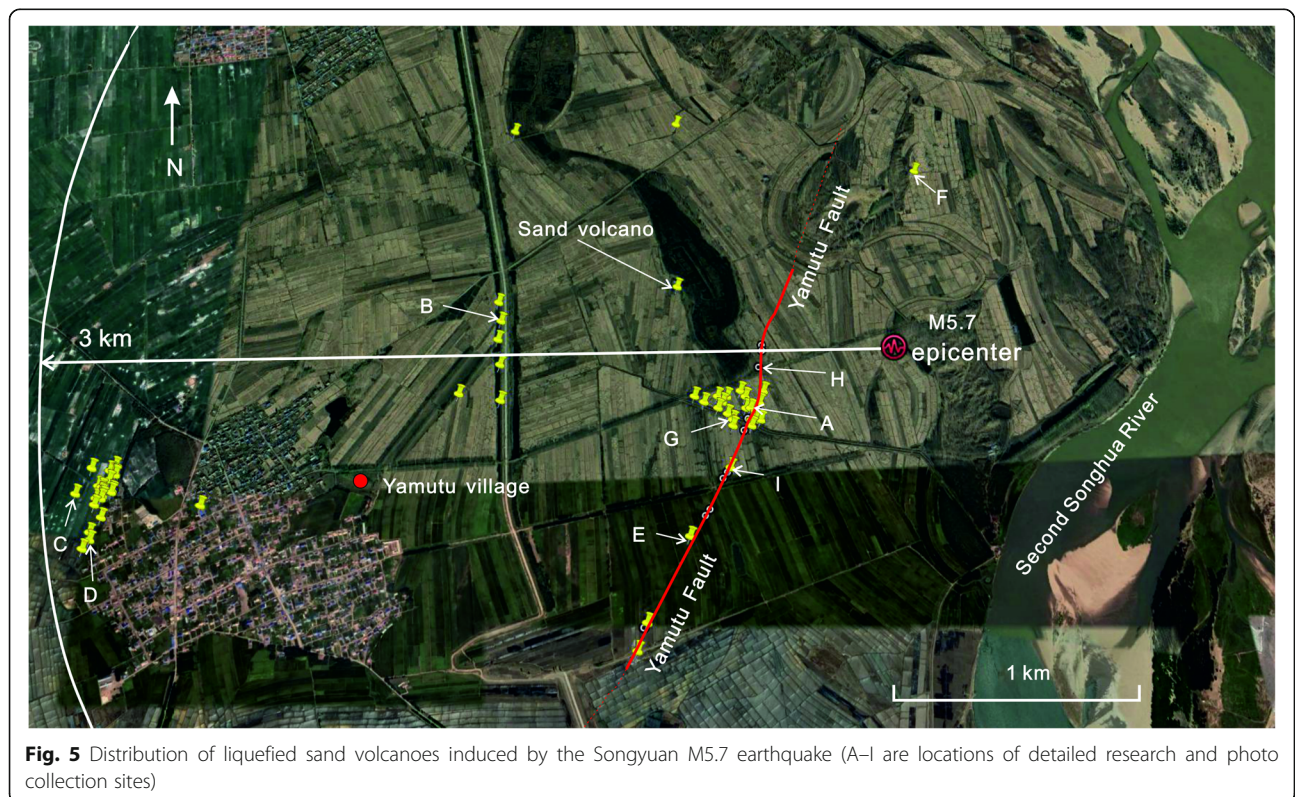 N
F
Yamutu Fault
Sand volcano
B
3 km
M5.7
epicenter
H
A
G
Yamutu village
I
C
E
D
Second Songhua River
Yamutu Fault
1 km
Fig. 5 Distribution of liquefied sand volcanoes induced by the Songyuan M5.7 earthquake (A–I are locations of detailed research and photo
collection sites)